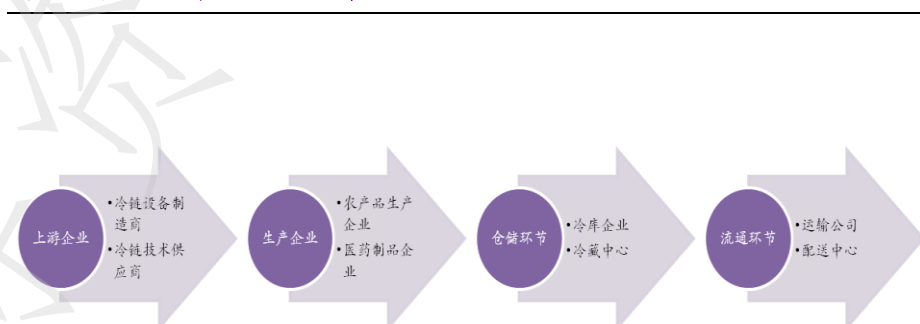 上游企业
•冷链设备制
造商
•冷链技术供
应商
生产企业
•农产品生产
企业
•医药制品企
业
仓储环节
•冷库企业
•冷藏中心
流通环节
•运输公司
•配送中心